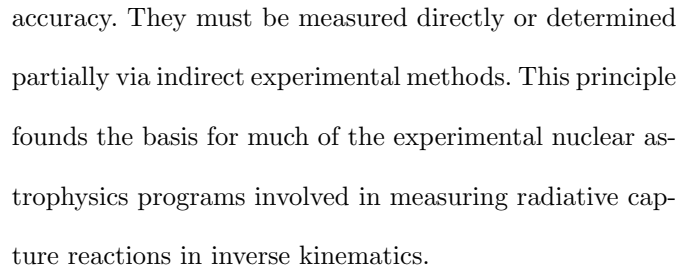 accuracy. They must be measured directly or determined
partially via indirect experimental methods. This principle
founds the basis for much of the experimental nuclear as-
trophysics programs involved in measuring radiative cap-
ture reactions in inverse kinematics.